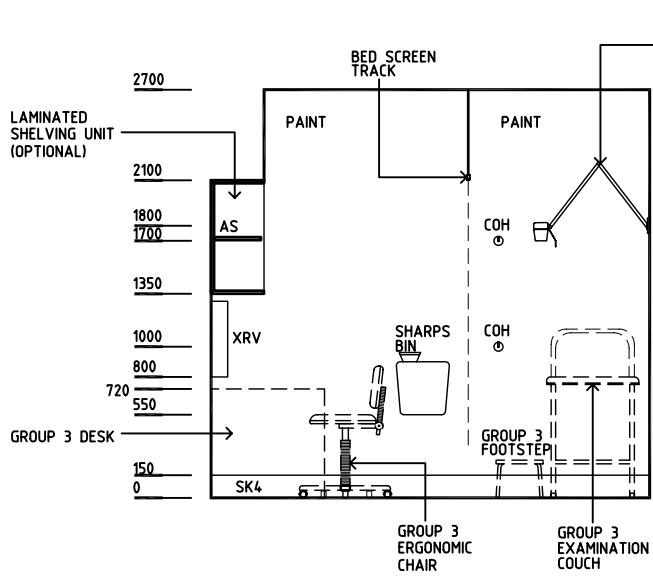 BED SCREEN
TRACK
2700
LAMINATED
SHELVING UNIT
(OPTIONAL)
PAINT
PAINT
2100
1800
1700
AS
COH
1350
1000
XRV
SHARPS
BIN
COH
800
720
550
GROUP 3 DESK
GROUP 3
FOOTSTEP
150
0
SK4
GROUP 3
ERGONOMIC
CHAIR
GROUP 3
EXAMINATION
COUCH